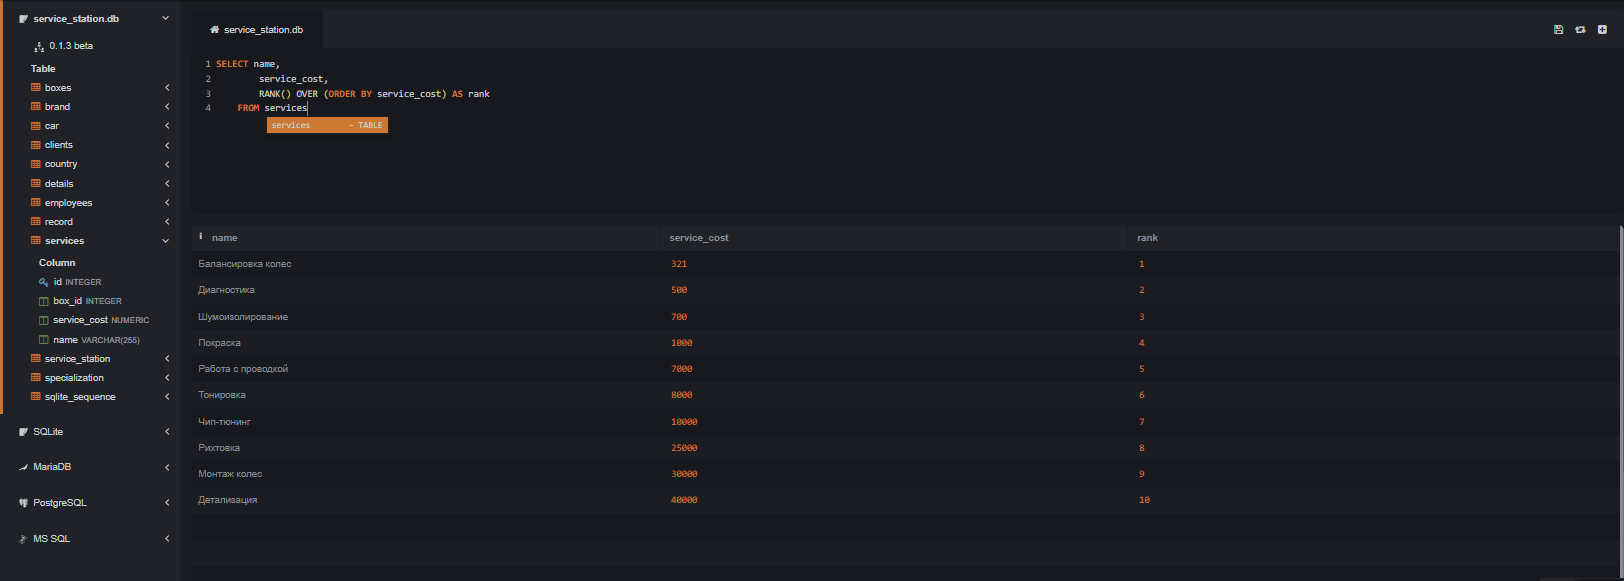 service_station.db
0.1.3 beta
Table
boxes
brand
car
clients
country
details
employees
record
services
Column
id INTEGER
box_id INTEGER
service_cost NUMERIC
name VARCHAR(255)
service_station
specialization
sqlite_sequence
SQLite
MariaDB
PostgreSQL
MS SQL
service_station.db
1 SELECT name,
2 service_cost,
3 RANK() OVER (ORDER BY service_cost) AS rank
4 FROM services
services - TABLE
name service_cost rank
Балансировка колес 321 1
Диагностика 500 2
Шумоизолирование 700 3
Покраска 1000 4
Работа с проводкой 7000 5
Тонировка 8000 6
Чип-тюнинг 10000 7
Рихтовка 25000 8
Монтаж колес 30000 9
Детализация 40000 10